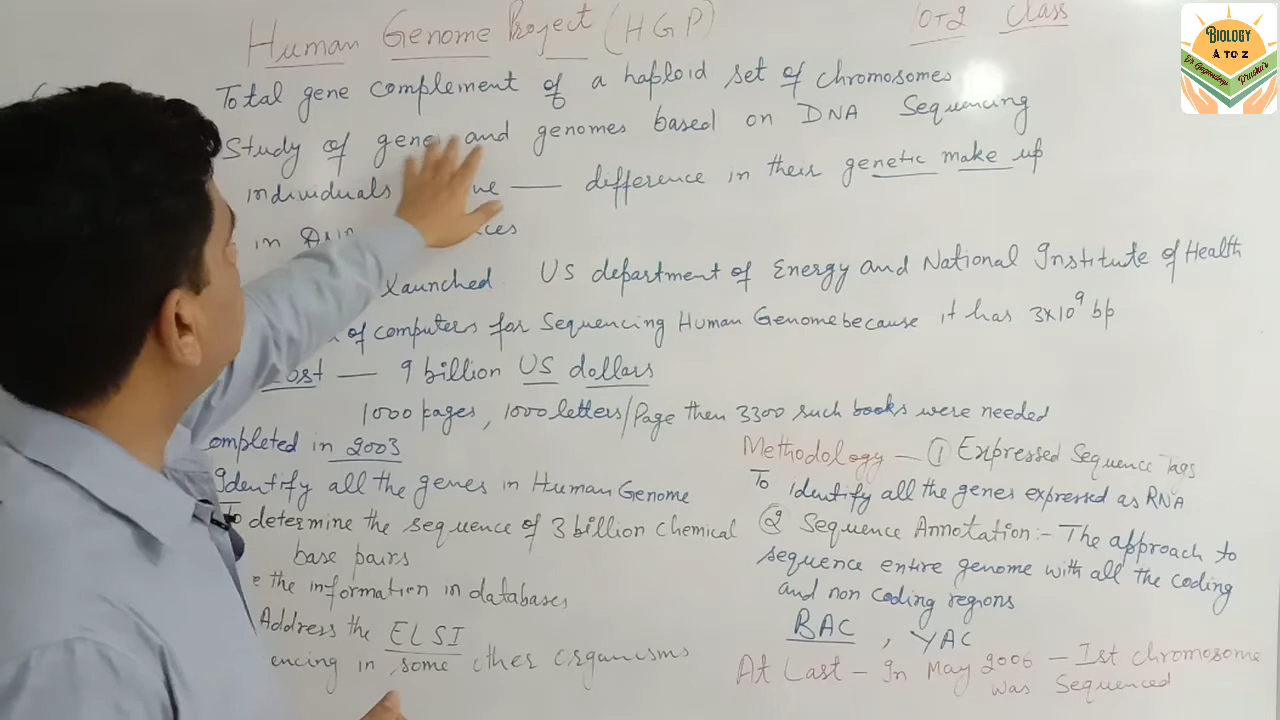 Human Genome Project (HGP)
10+2 Class
BIOLOGY
A TO Z
Total gene complement of a haploid set of chromosomes
Study of gene and genomes based on DNA Sequencing
individuals — difference in their genetic make up
in
Launched US department of Energy and National Institute of Health
of computers for Sequencing Human Genome because it has 3x10⁹ bp
Cost — 9 billion US dollars
1000 pages, 1000 letters/Page then 3300 such books were needed
ompleted in 2003
Identify all the genes in Human Genome
To determine the sequence of 3 billion chemical
base pairs
e the information in databases
Address the ELSI
encing in some other organisms
Methodology — ① Expressed Sequence Tags
To identify all the genes expressed as RNA
② Sequence Annotation:- The approach to
sequence entire genome with all the coding
and non coding regions
BAC , YAC
At Last – In May 2006 – Ist chromosome
was Sequenced